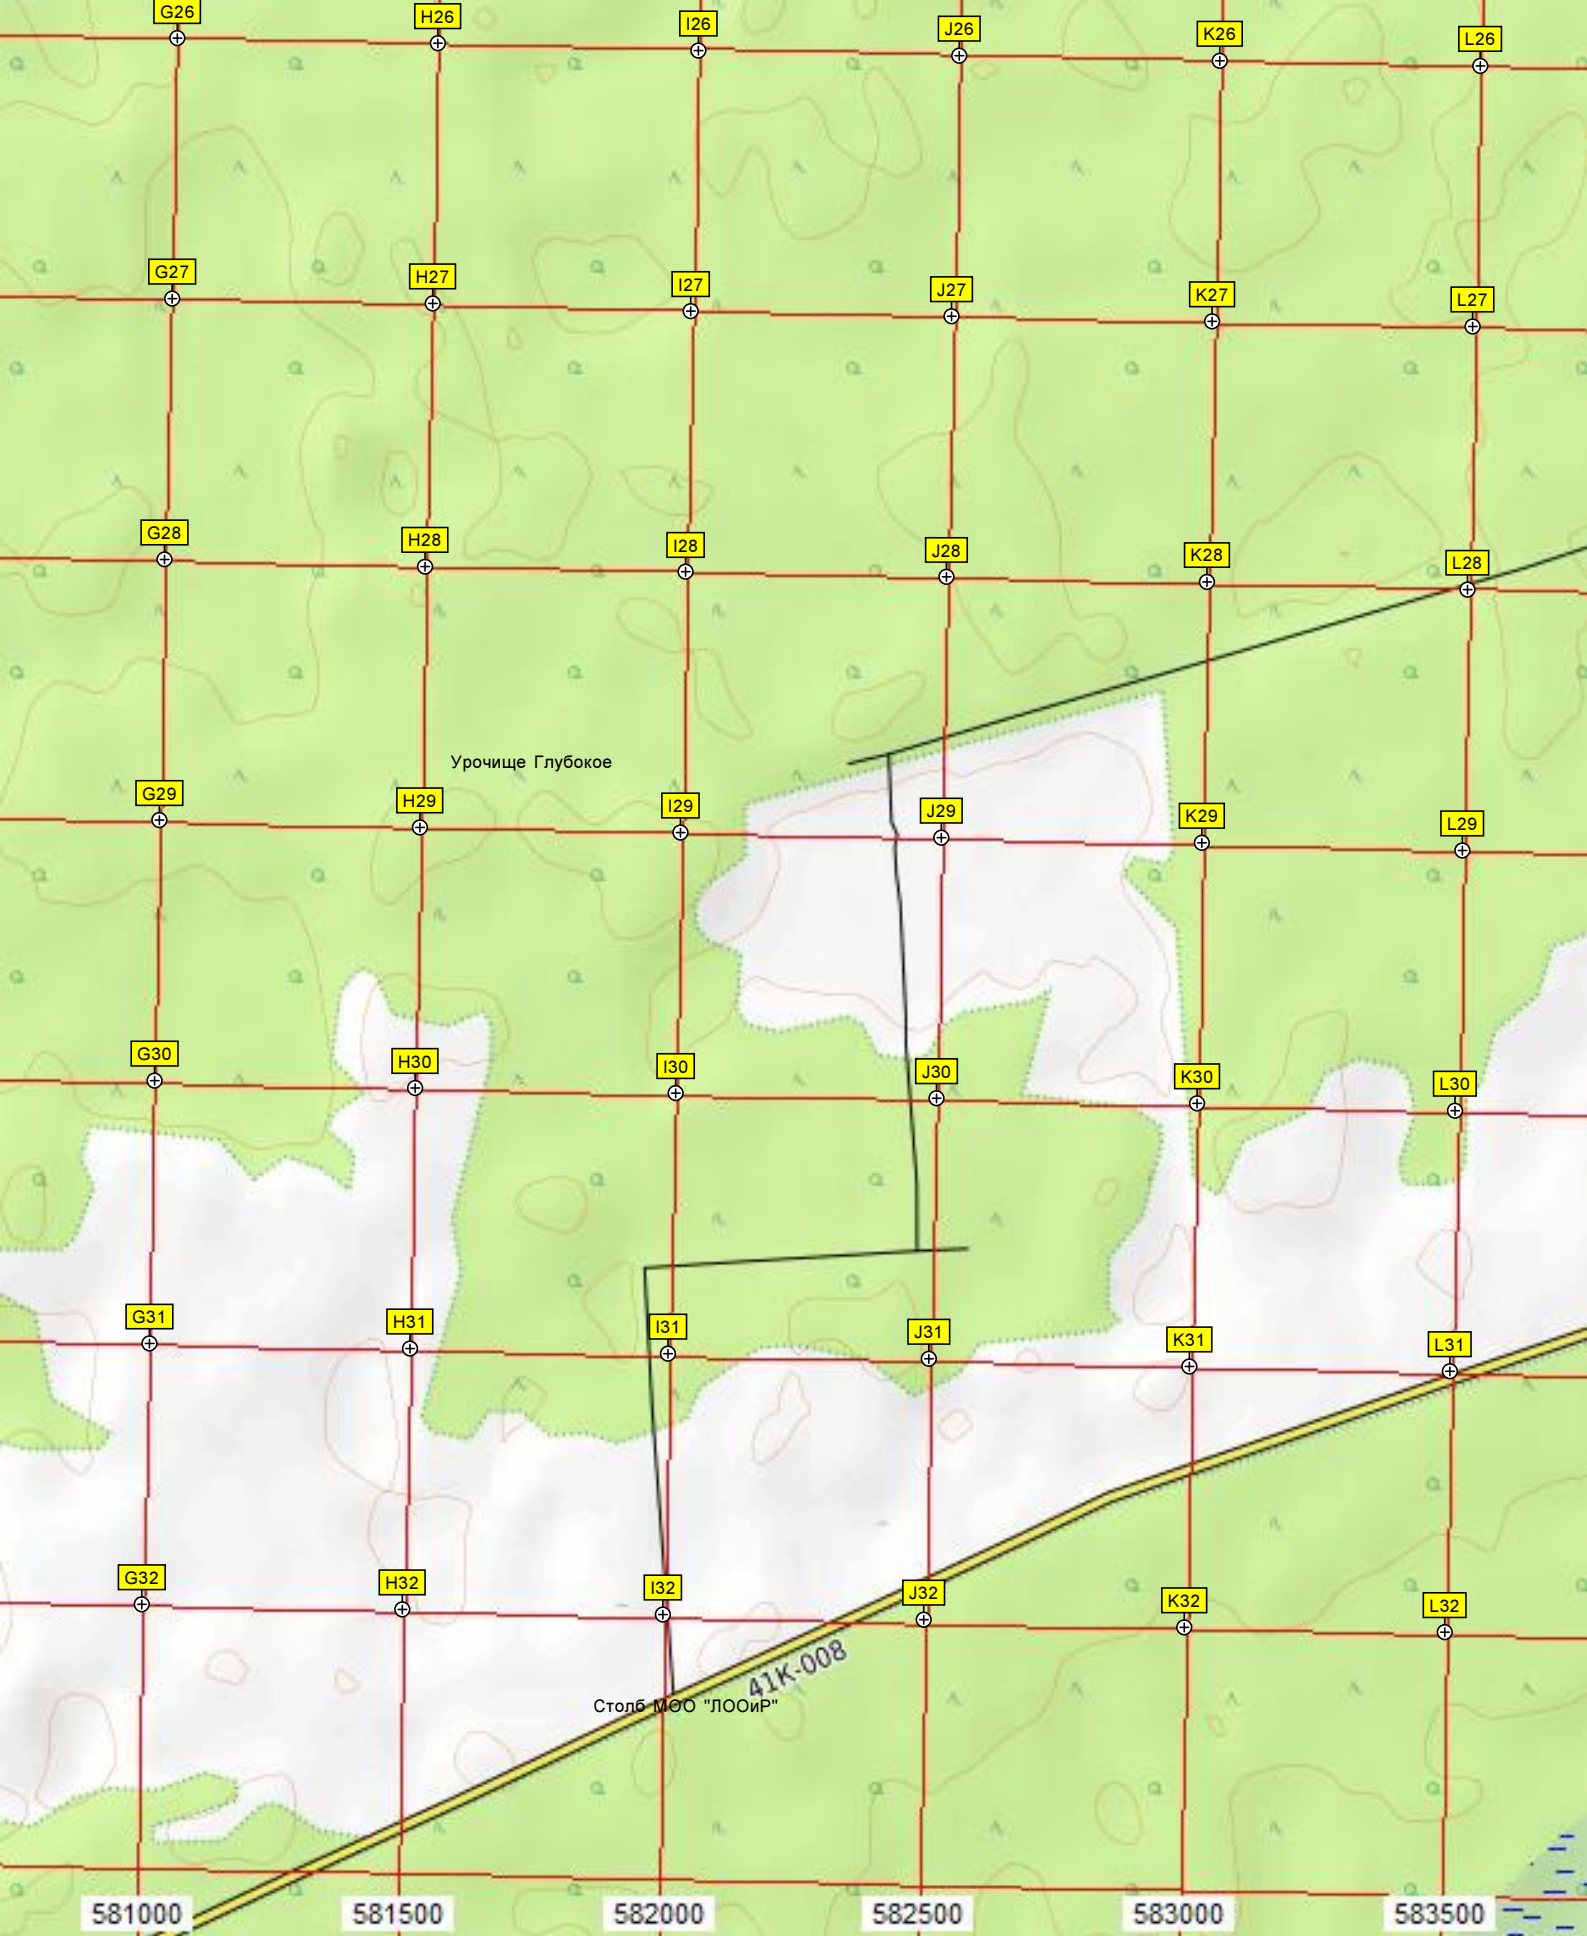 G26 H26 I26 J26 K26 L26
G27 H27 I27 J27 K27 L27
G28 H28 I28 J28 K28 L28
Урочище Глубокое
G29 H29 I29 J29 K29 L29
G30 H30 I30 J30 K30 L30
G31 H31 I31 J31 K31 L31
G32 H32 I32 J32 K32 L32
41К-008
Столб МОО "ЛООиР"
581000 581500 582000 582500 583000 583500